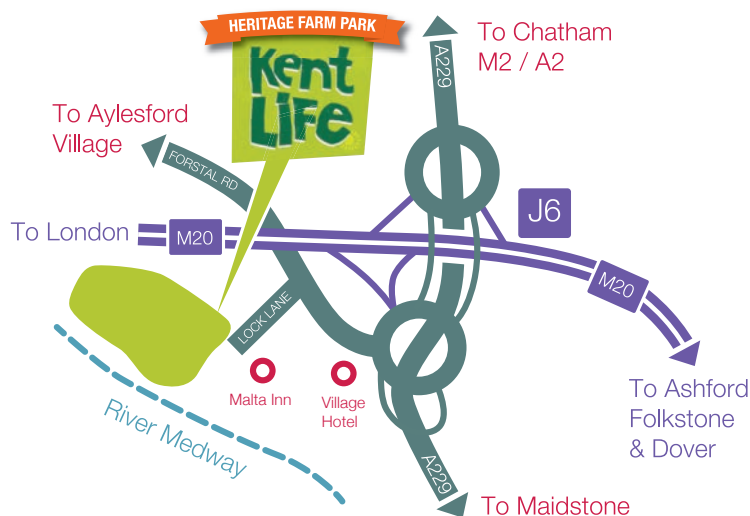 HERITAGE FARM PARK
Kent
LIFE
To Chatham
M2 / A2
A229
To Aylesford
Village
FORSTAL RD
J6
To London
M20
M20
LOCK LANE
Malta Inn
Village
Hotel
River Medway
To Ashford
Folkstone
& Dover
A229
To Maidstone